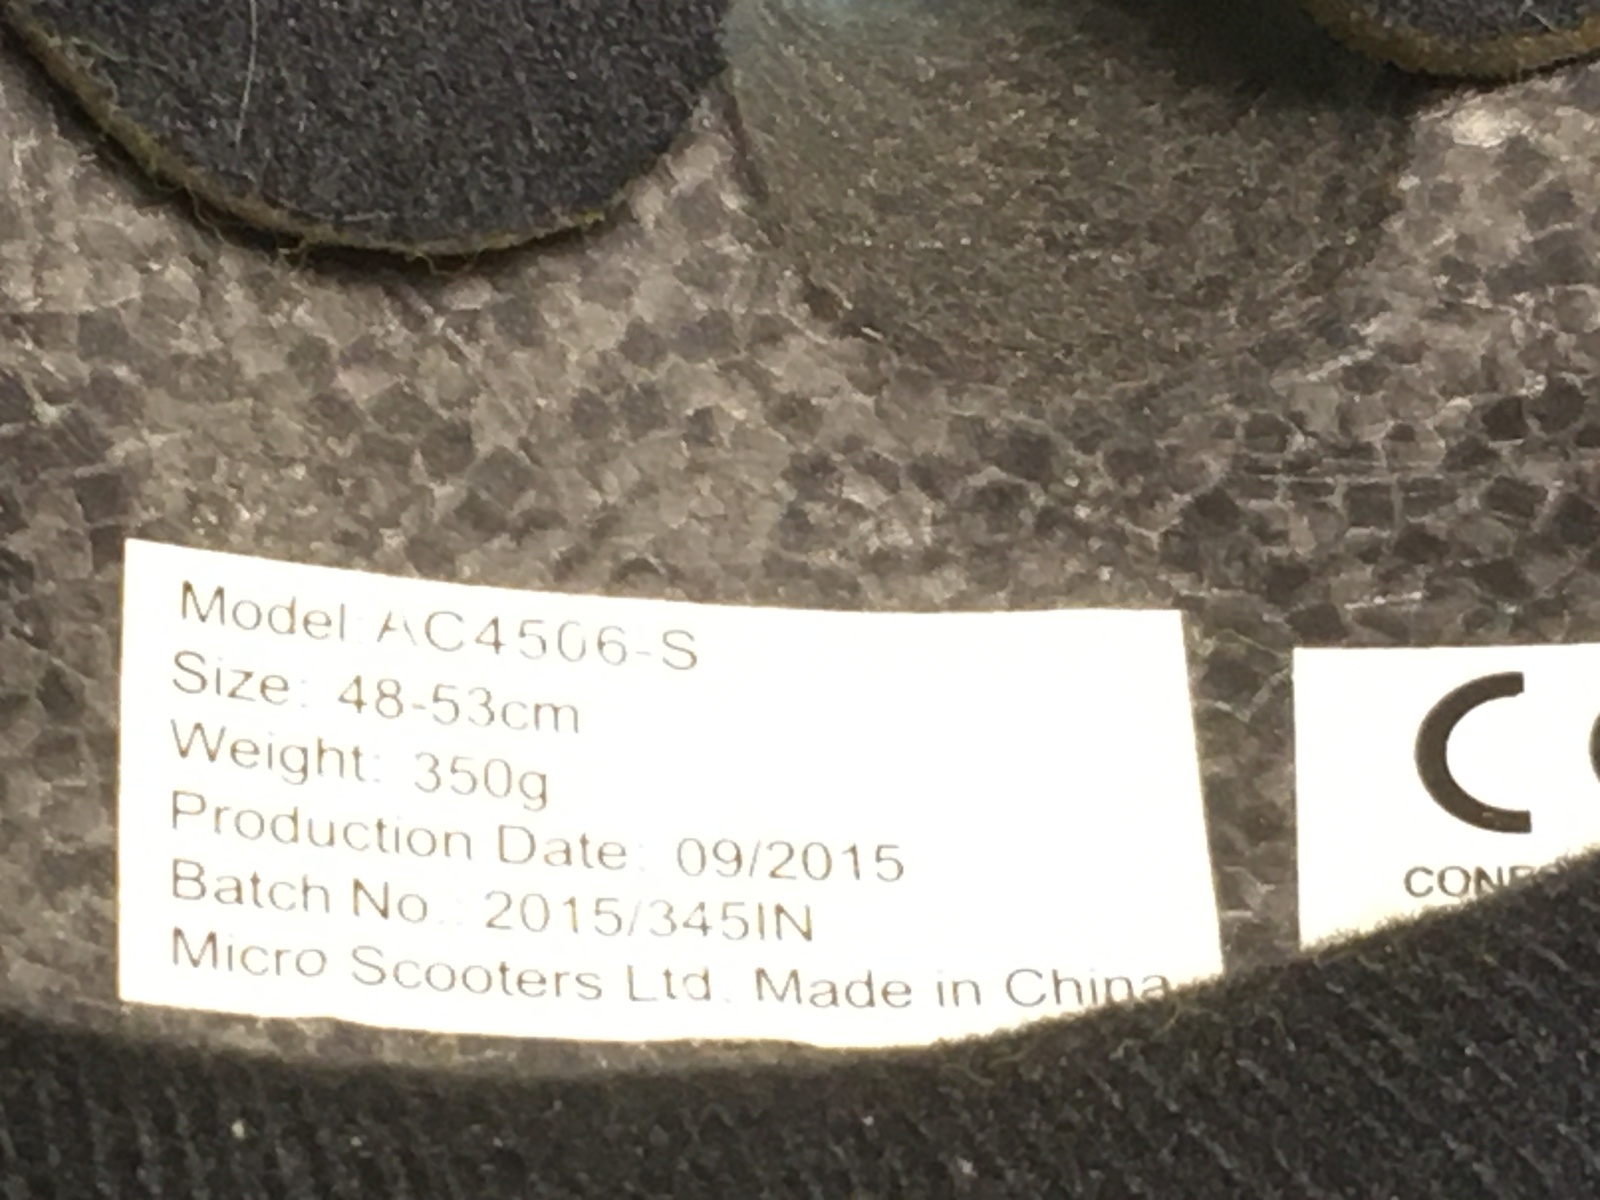 Model: AC4506-S
Size: 48-53cm
Weight: 350g
Production Date: 09/2015
Batch No.: 2015/345IN
Micro Scooters Ltd. Made in China
C